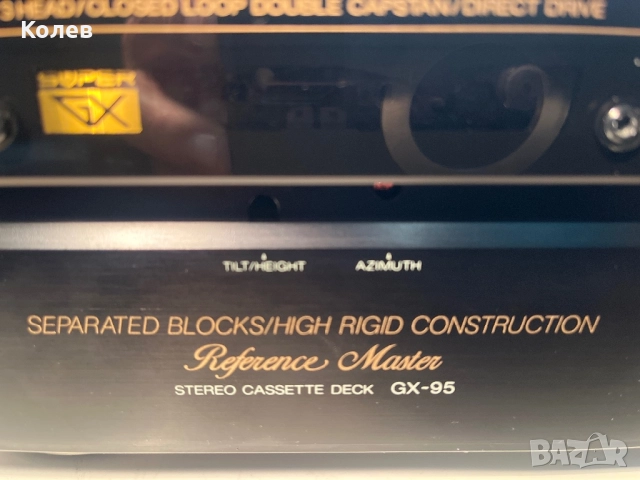 3 HEAD/CLOSED LOOP DOUBLE CAPSTAN/DIRECT DRIVE
Колев
SUPER
GX
TILT/HEIGHT AZIMUTH
SEPARATED BLOCKS/HIGH RIGID CONSTRUCTION
Reference Master
STEREO CASSETTE DECK GX-95
BAZAR